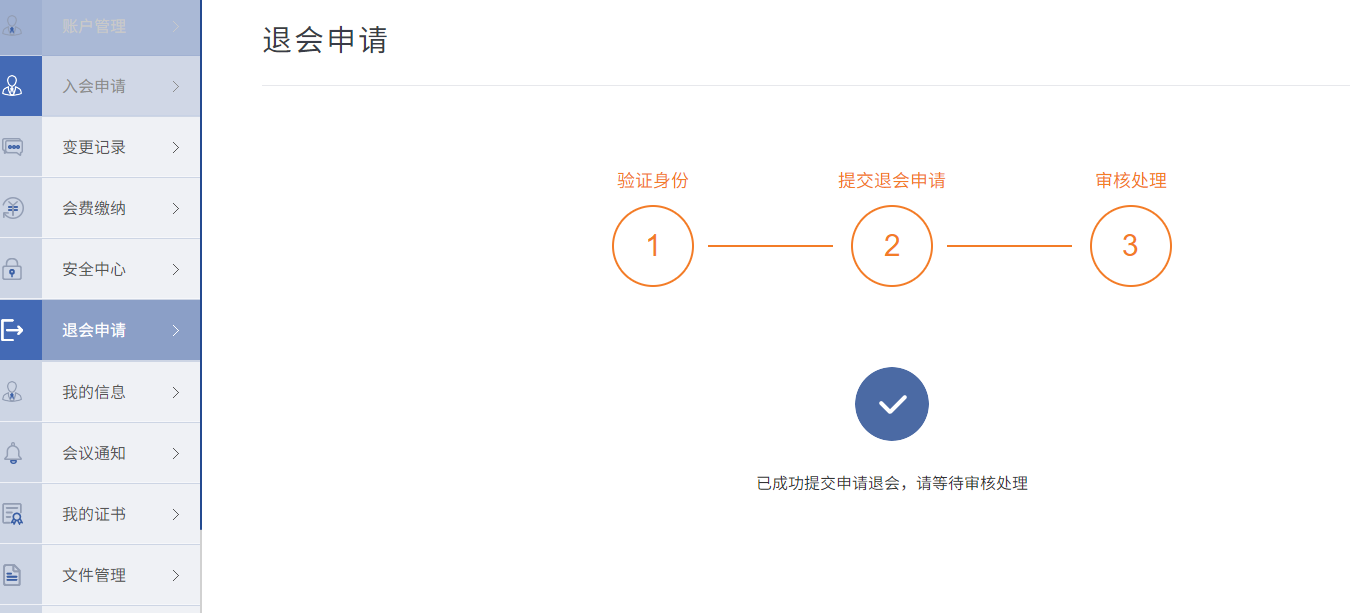 账户管理
入会申请
变更记录
会费缴纳
安全中心
退会申请
我的信息
会议通知
我的证书
文件管理
退会申请
验证身份 提交退会申请 审核处理
1 2 3
已成功提交申请退会，请等待审核处理